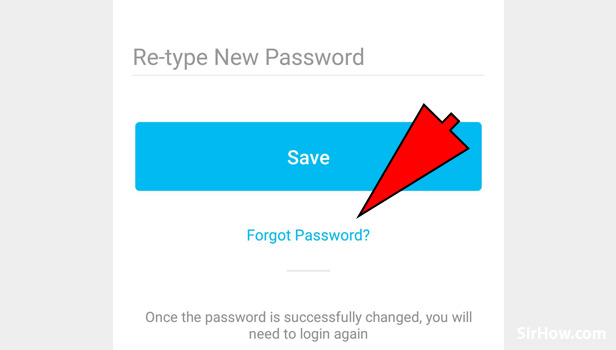 Re-type New Password
Save
Forgot Password?
Once the password is successfully changed, you will
need to login again
SirHow.com